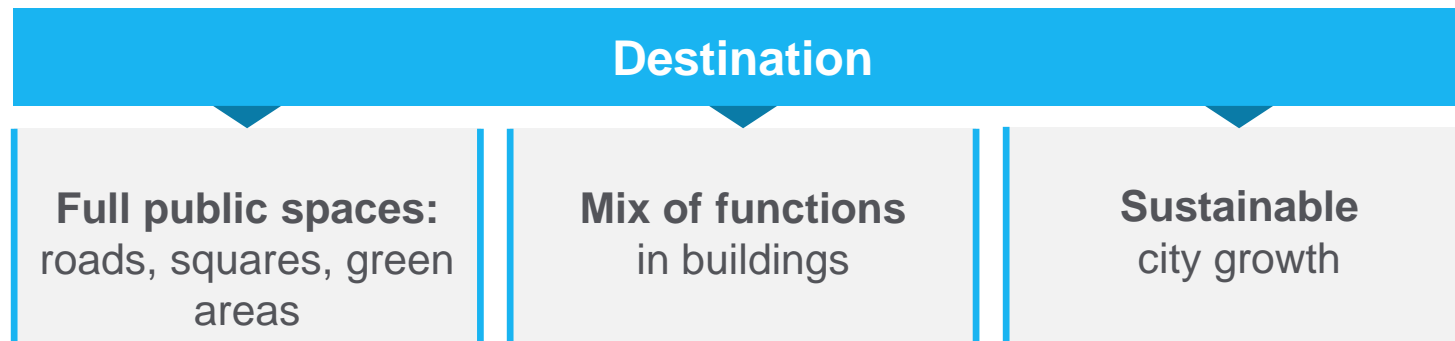 Destination
Full public spaces:
roads, squares, green
areas
Mix of functions
in buildings
Sustainable
city growth